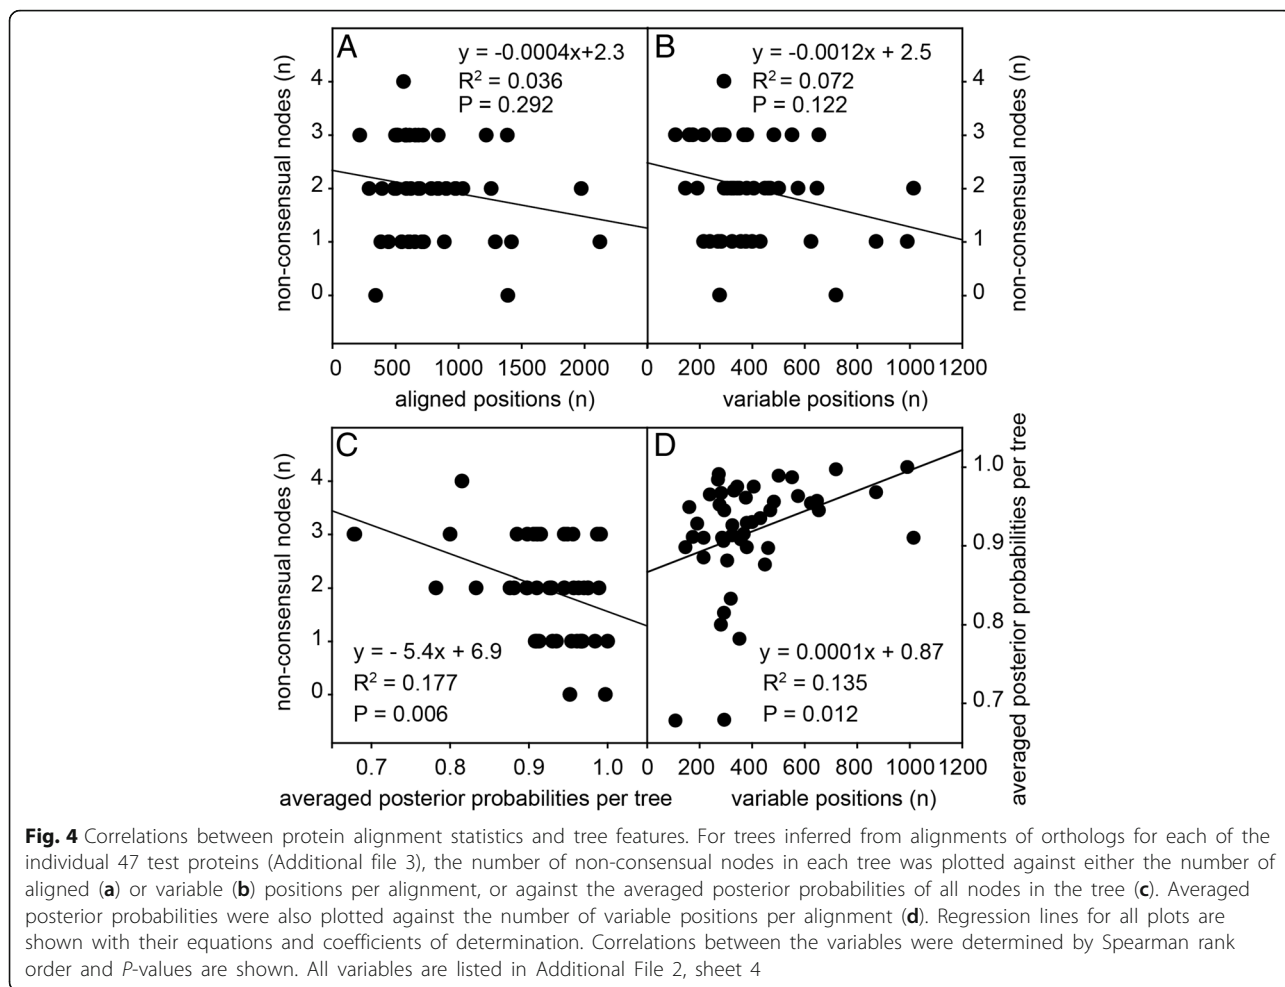 A
y = -0.0004x+2.3
R² = 0.036
P = 0.292
non-consensual nodes (n)
4
3
2
1
0
0 500 1000 1500 2000
aligned positions (n)
B
y = -0.0012x + 2.5
R² = 0.072
P = 0.122
4
3
2
1
0
non-consensual nodes (n)
0 200 400 600 800 1000 1200
variable positions (n)
C
non-consensual nodes (n)
4
3
2
1
0
y = - 5.4x + 6.9
R² = 0.177
P = 0.006
0.7 0.8 0.9 1.0
averaged posterior probabilities per tree
D
1.0
0.9
0.8
0.7
averaged posterior probabilities per tree
y = 0.0001x + 0.87
R² = 0.135
P = 0.012
0 200 400 600 800 1000 1200
variable positions (n)
Fig. 4 Correlations between protein alignment statistics and tree features. For trees inferred from alignments of orthologs for each of the
individual 47 test proteins (Additional file 3), the number of non-consensual nodes in each tree was plotted against either the number of
aligned (a) or variable (b) positions per alignment, or against the averaged posterior probabilities of all nodes in the tree (c). Averaged
posterior probabilities were also plotted against the number of variable positions per alignment (d). Regression lines for all plots are
shown with their equations and coefficients of determination. Correlations between the variables were determined by Spearman rank
order and P-values are shown. All variables are listed in Additional File 2, sheet 4